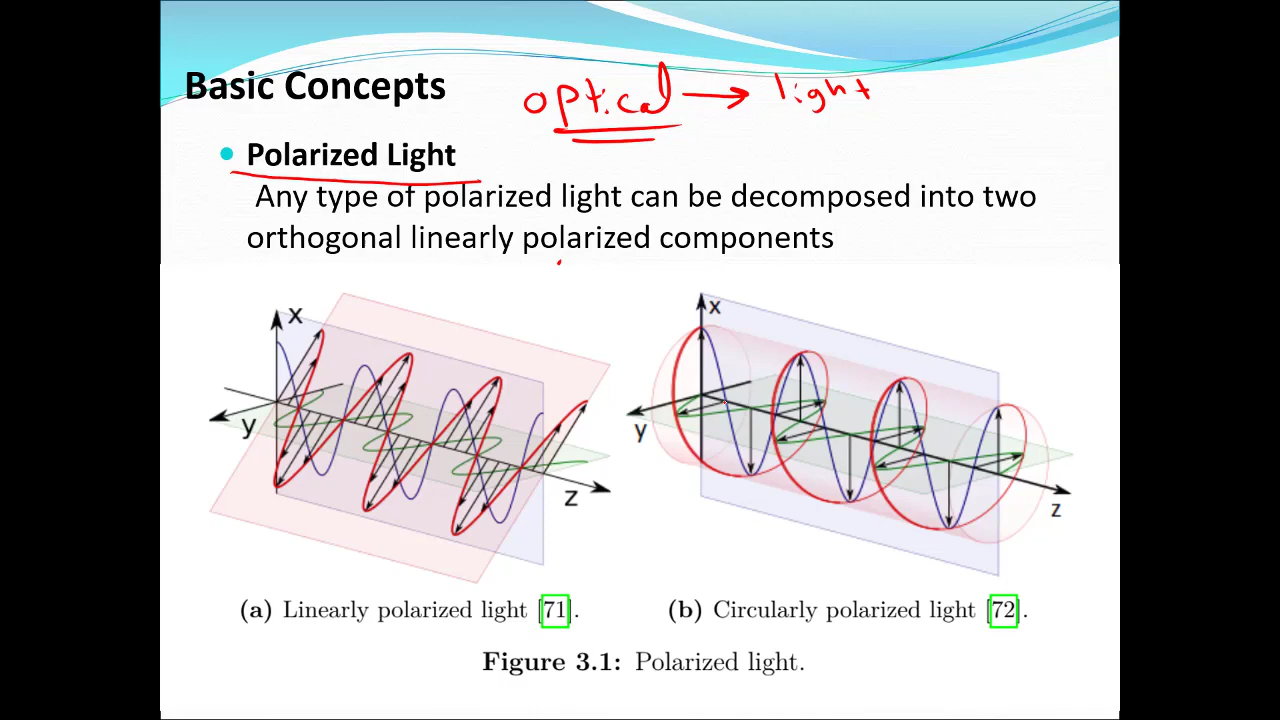 Basic Concepts
optical → light
• Polarized Light
Any type of polarized light can be decomposed into two
orthogonal linearly polarized components
x
y
z
x
y
z
(a) Linearly polarized light [71].
(b) Circularly polarized light [72].
Figure 3.1: Polarized light.